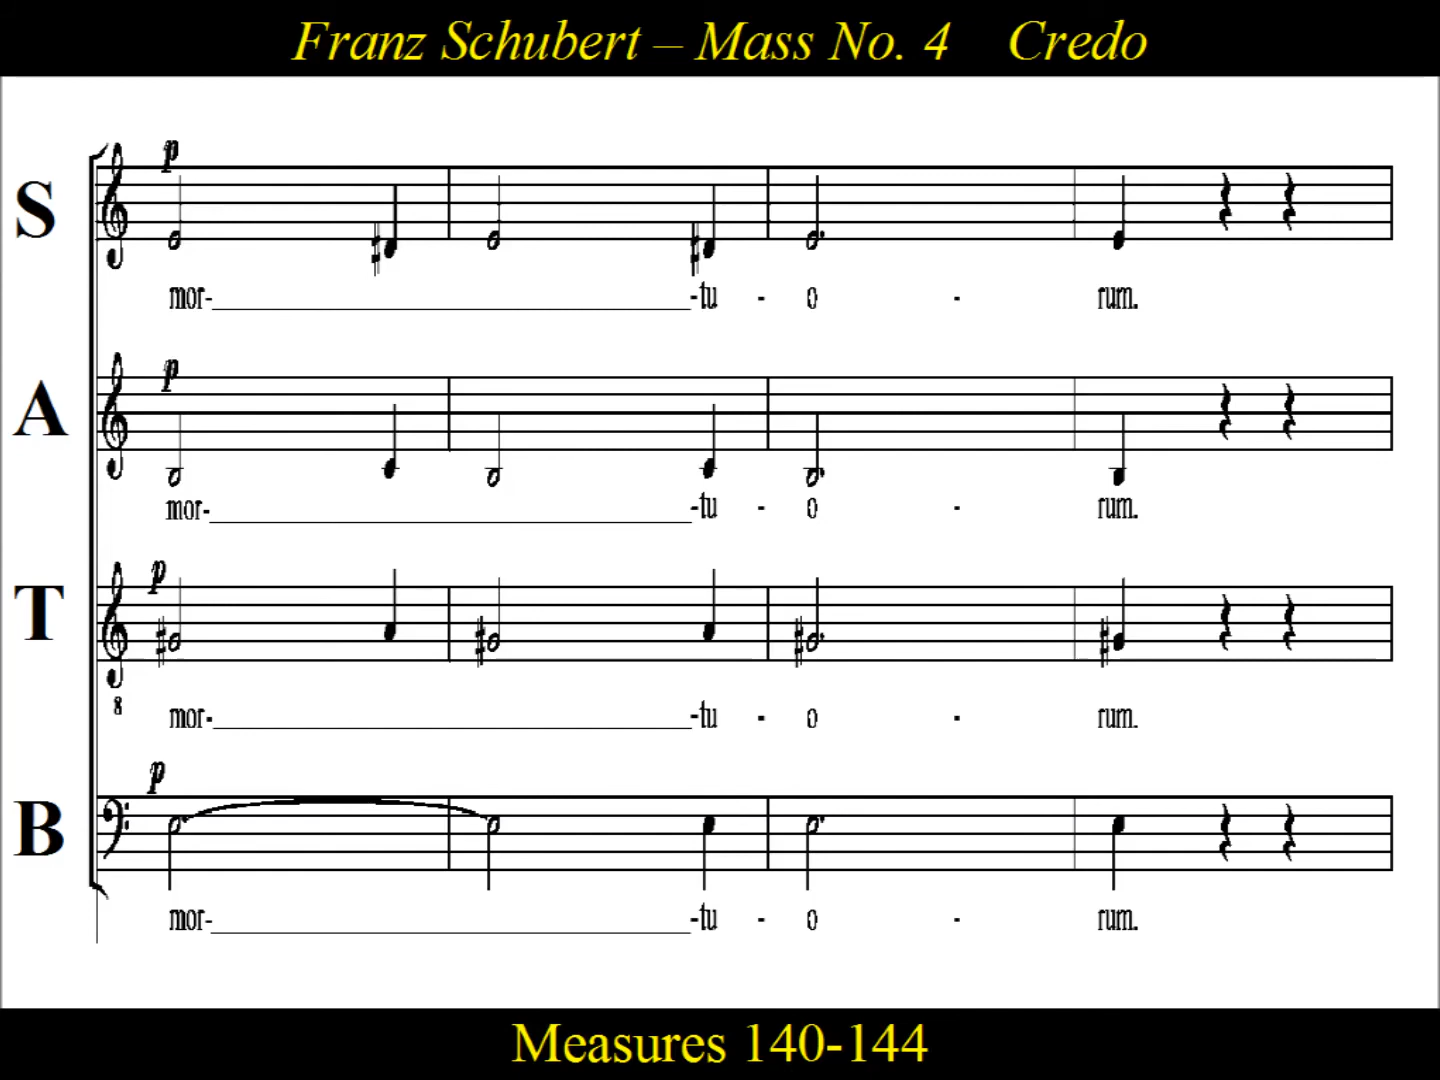 Franz Schubert – Mass No. 4 Credo
p
S
mor- -tu - o - rum.
p
A
mor- -tu - o - rum.
p
T
8
mor- -tu - o - rum.
p
B
mor- -tu - o - rum.
Measures 140-144